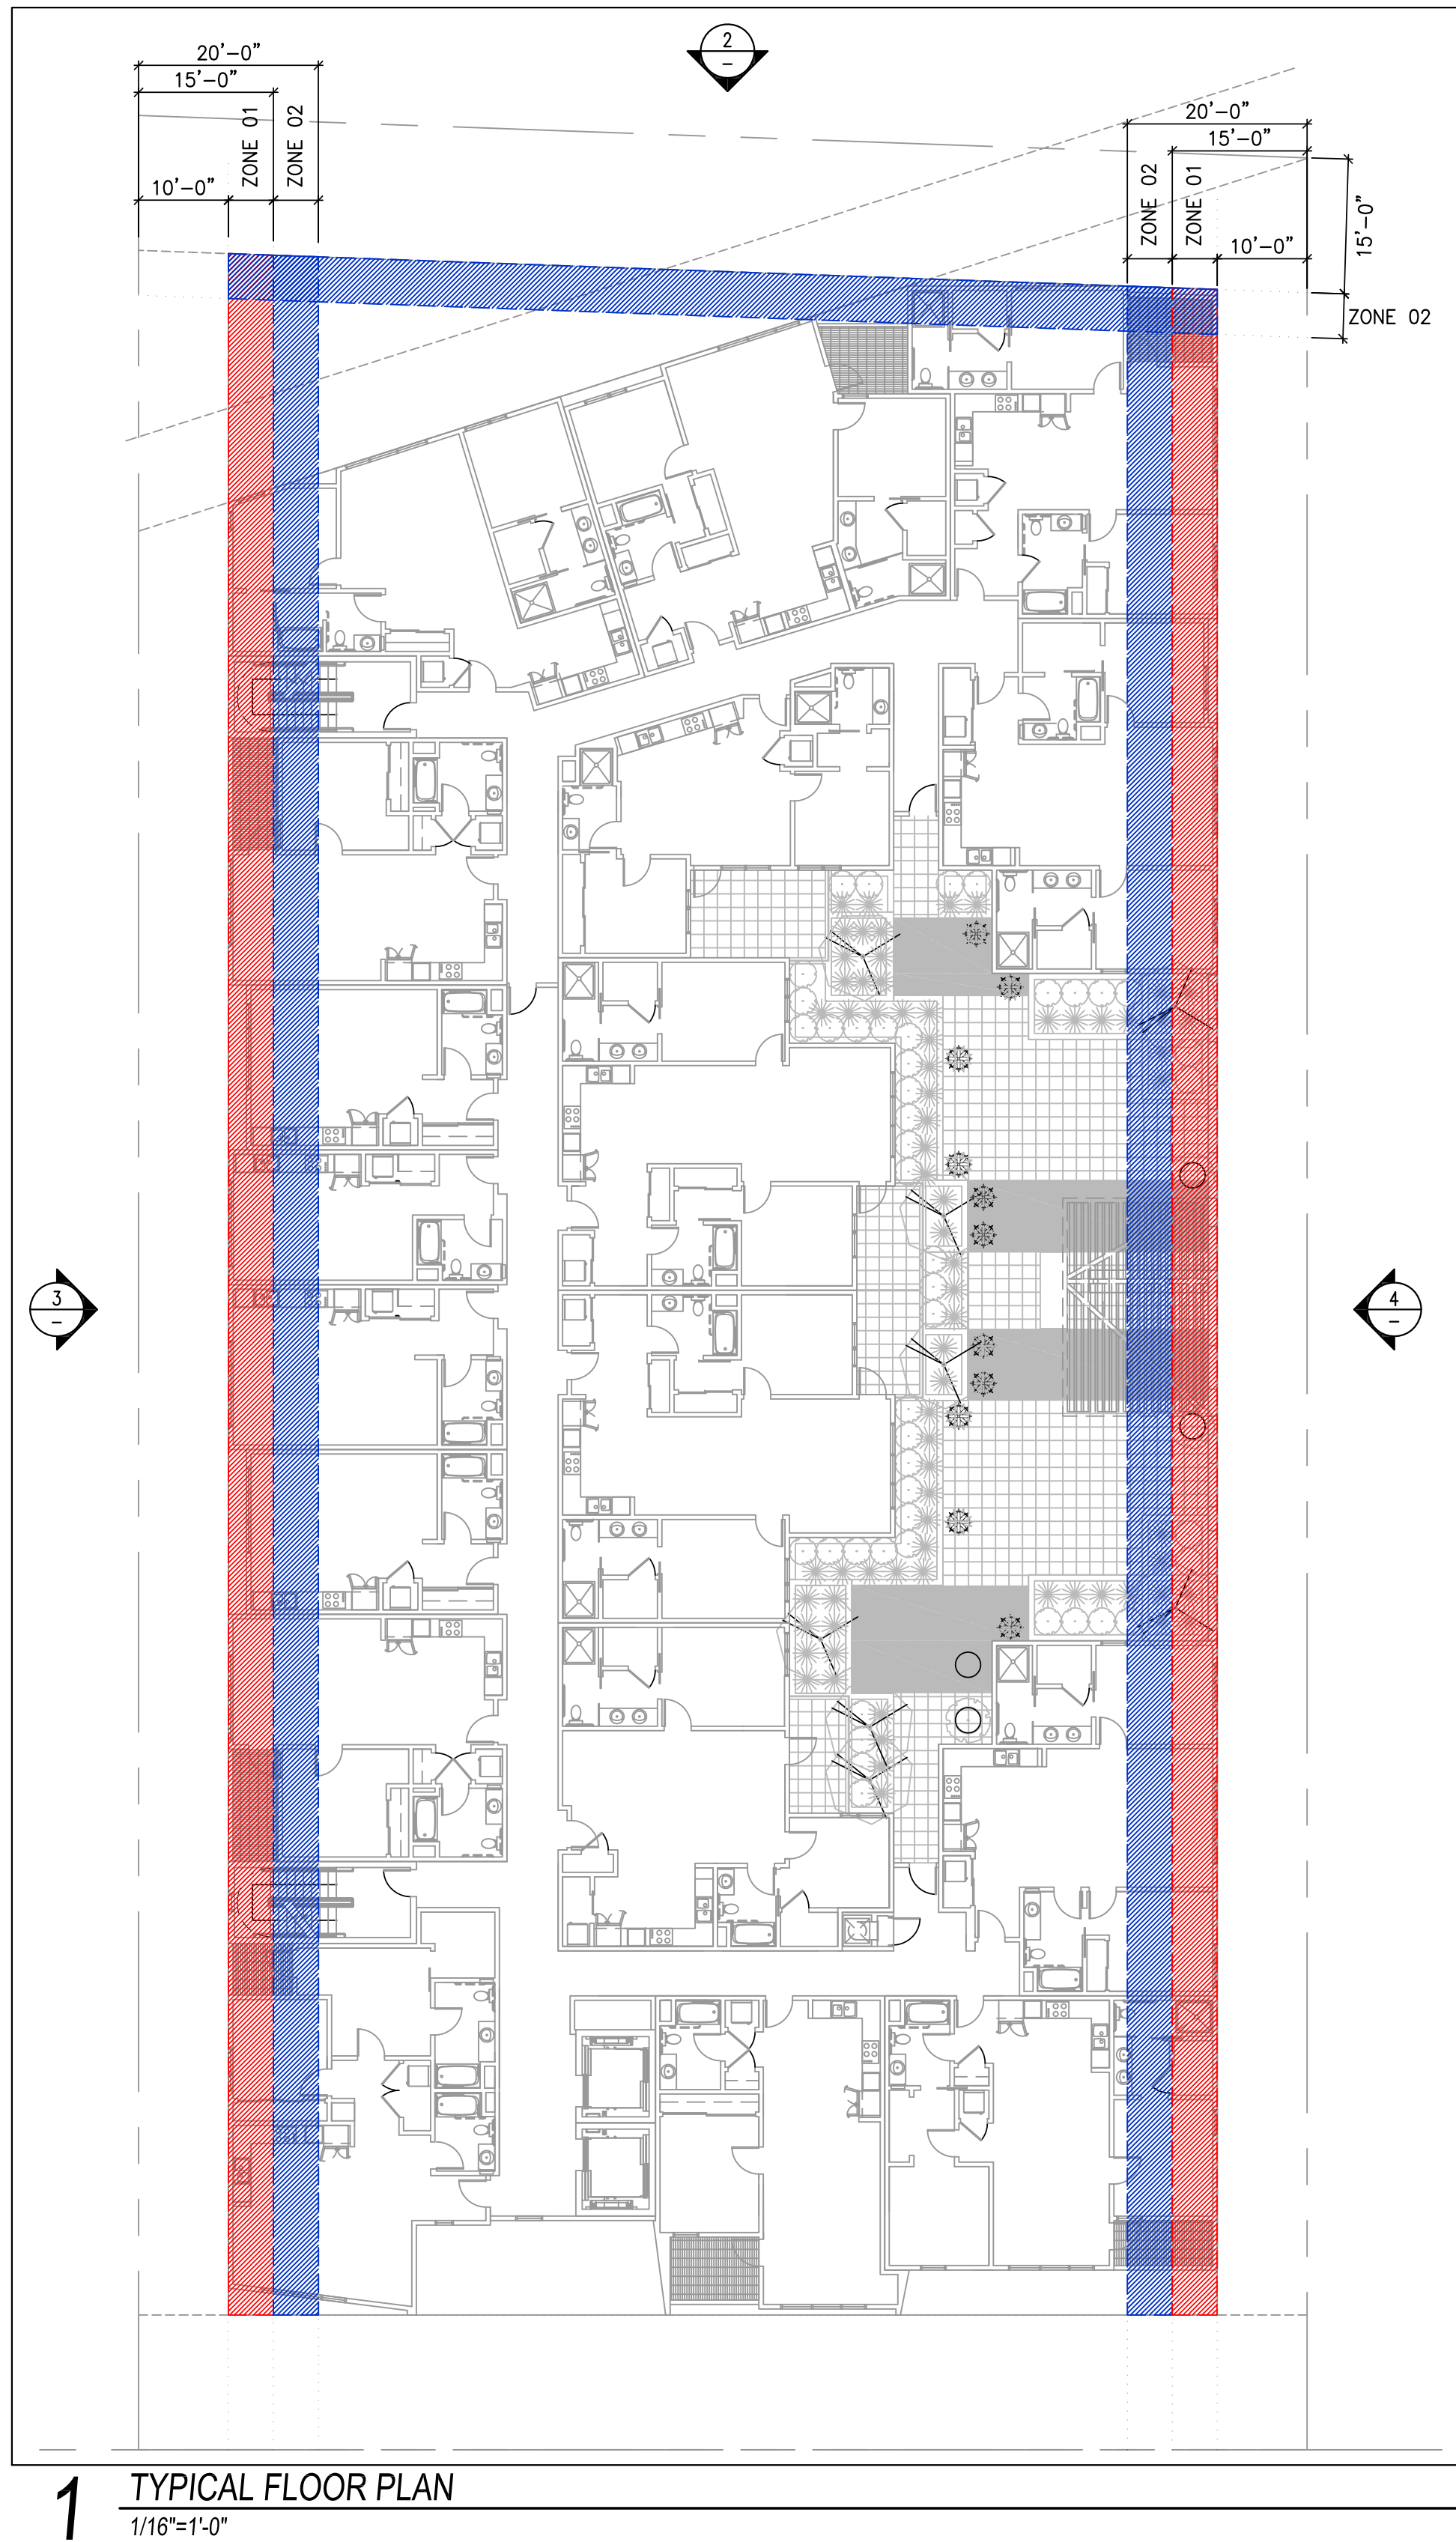 2
–
20'–0"
15'–0"
ZONE 01
ZONE 02
10'–0"
20'–0"
15'–0"
ZONE 02
ZONE 01
10'–0"
15'–0"
ZONE 02
3
–
4
–
1
TYPICAL FLOOR PLAN
1/16"=1'-0"